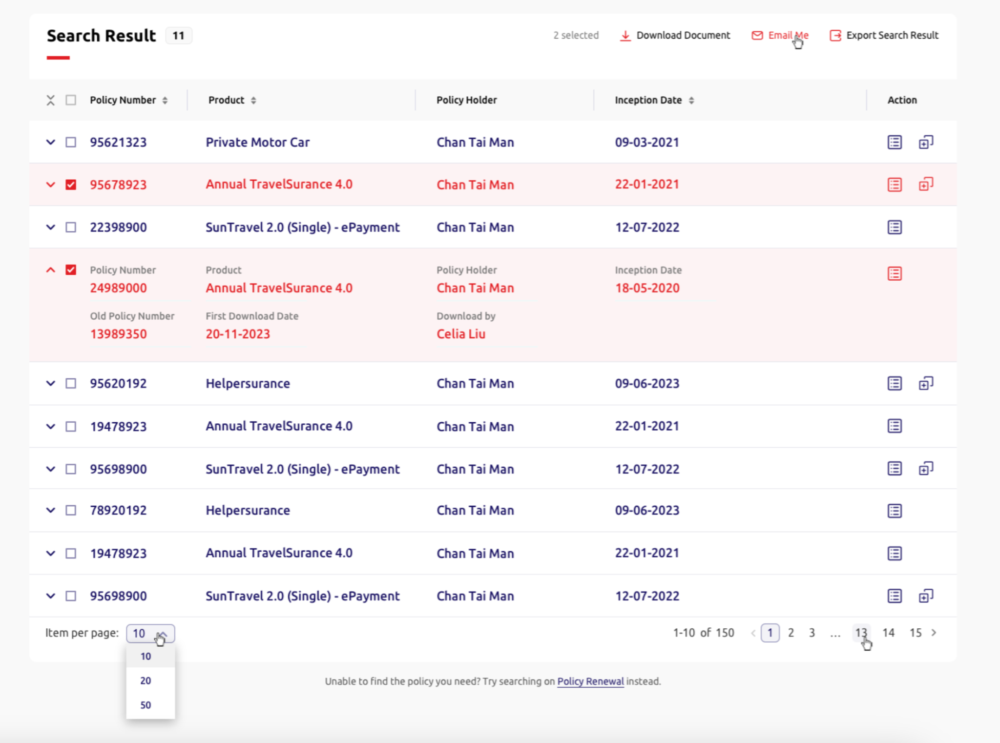 Search Result 11 2 selected Download Document Email Me Export Search Result
Policy Number Product Policy Holder Inception Date Action
95621323 Private Motor Car Chan Tai Man 09-03-2021
95678923 Annual TravelSurance 4.0 Chan Tai Man 22-01-2021
22398900 SunTravel 2.0 (Single) - ePayment Chan Tai Man 12-07-2022
Policy Number Product Policy Holder Inception Date
24989000 Annual TravelSurance 4.0 Chan Tai Man 18-05-2020
Old Policy Number First Download Date Download by
13989350 20-11-2023 Celia Liu
95620192 Helpersurance Chan Tai Man 09-06-2023
19478923 Annual TravelSurance 4.0 Chan Tai Man 22-01-2021
95698900 SunTravel 2.0 (Single) - ePayment Chan Tai Man 12-07-2022
78920192 Helpersurance Chan Tai Man 09-06-2023
19478923 Annual TravelSurance 4.0 Chan Tai Man 22-01-2021
95698900 SunTravel 2.0 (Single) - ePayment Chan Tai Man 12-07-2022
Item per page: 10 1-10 of 150 < 1 2 3 ... 13 14 15 >
10
20
50
Unable to find the policy you need? Try searching on Policy Renewal instead.